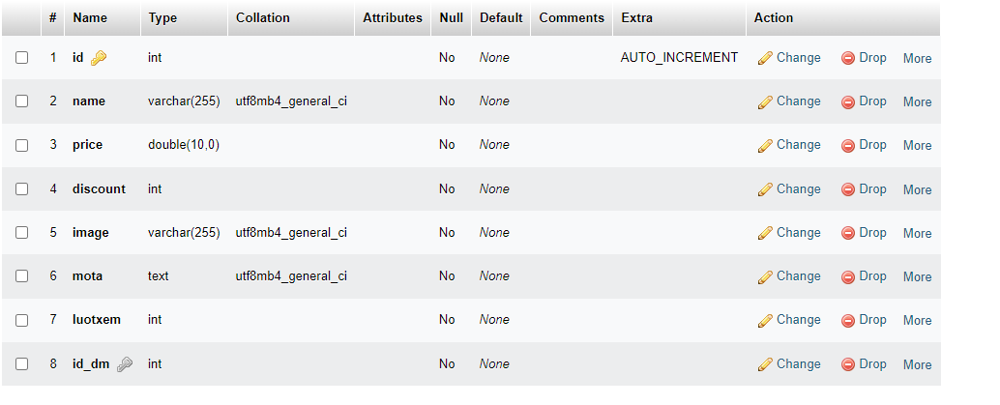 # Name Type Collation Attributes Null Default Comments Extra Action
1 id int No None AUTO_INCREMENT Change Drop More
2 name varchar(255) utf8mb4_general_ci No None Change Drop More
3 price double(10,0) No None Change Drop More
4 discount int No None Change Drop More
5 image varchar(255) utf8mb4_general_ci No None Change Drop More
6 mota text utf8mb4_general_ci No None Change Drop More
7 luotxem int No None Change Drop More
8 id_dm int No None Change Drop More